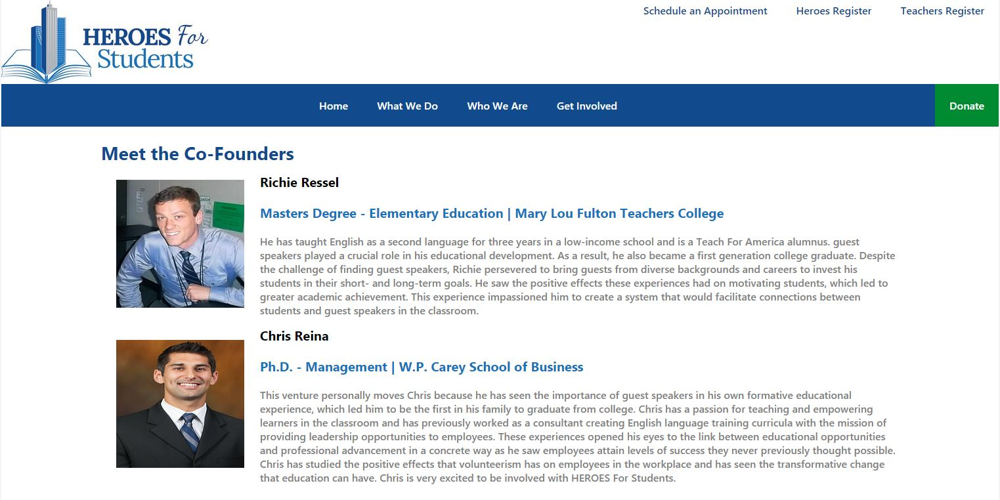 Schedule an Appointment Heroes Register Teachers Register
HEROES For
Students
Home What We Do Who We Are Get Involved Donate
Meet the Co-Founders
Richie Ressel
Masters Degree - Elementary Education | Mary Lou Fulton Teachers College
He has taught English as a second language for three years in a low-income school and is a Teach For America alumnus. guest
speakers played a crucial role in his educational development. As a result, he also became a first generation college graduate. Despite
the challenge of finding guest speakers, Richie persevered to bring guests from diverse backgrounds and careers to invest his
students in their short- and long-term goals. He saw the positive effects these experiences had on motivating students, which led to
greater academic achievement. This experience impassioned him to create a system that would facilitate connections between
students and guest speakers in the classroom.
Chris Reina
Ph.D. - Management | W.P. Carey School of Business
This venture personally moves Chris because he has seen the importance of guest speakers in his own formative educational
experience, which led him to be the first in his family to graduate from college. Chris has a passion for teaching and empowering
learners in the classroom and has previously worked as a consultant creating English language training curricula with the mission of
providing leadership opportunities to employees. These experiences opened his eyes to the link between educational opportunities
and professional advancement in a concrete way as he saw employees attain levels of success they never previously thought possible.
Chris has studied the positive effects that volunteerism has on employees in the workplace and has seen the transformative change
that education can have. Chris is very excited to be involved with HEROES For Students.